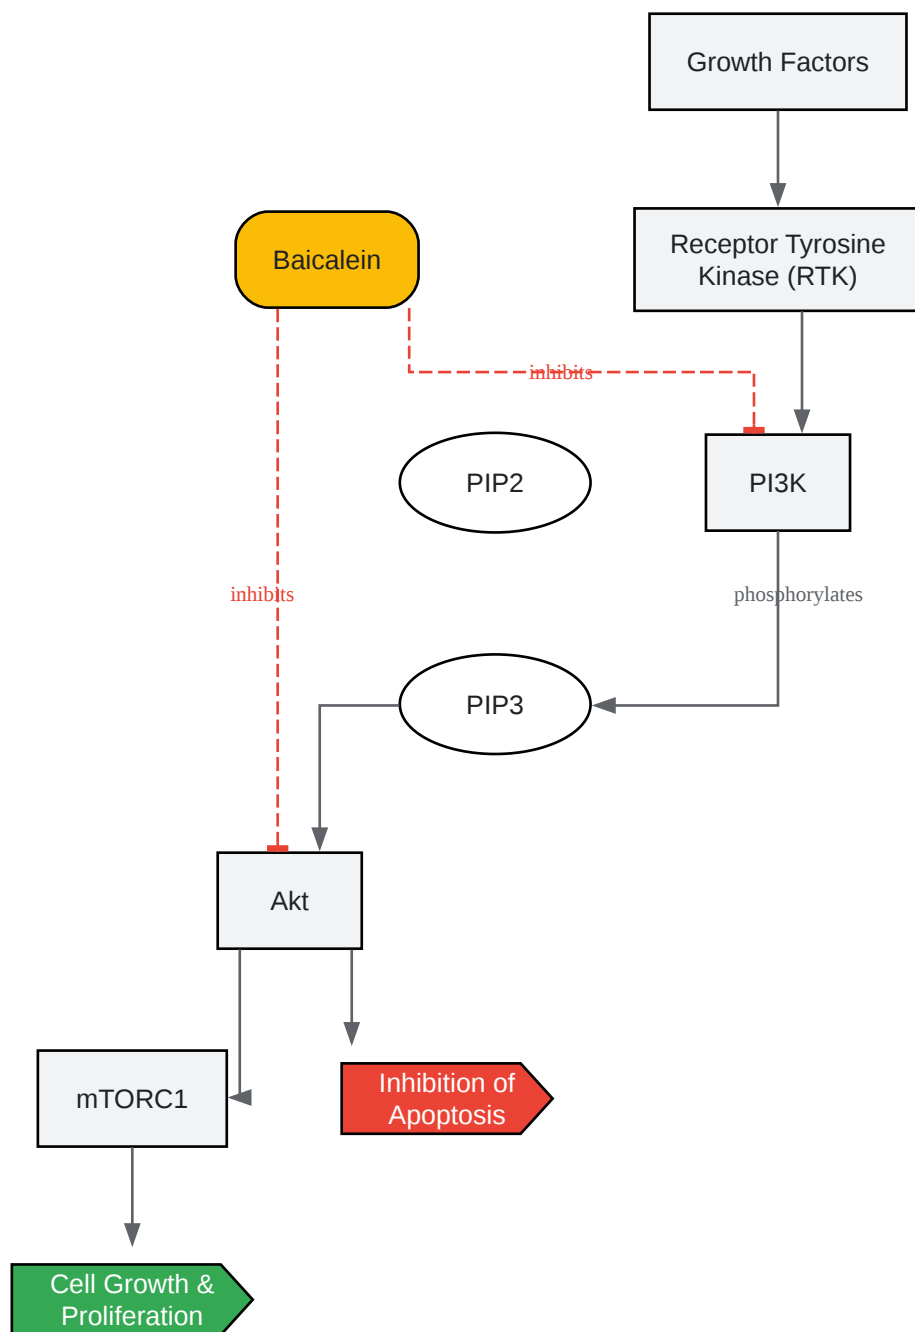 Growth Factors
Receptor Tyrosine
Kinase (RTK)
Baicalein
inhibits
PIP2
PI3K
inhibits
phosphorylates
PIP3
Akt
mTORC1
Inhibition of
Apoptosis
Cell Growth &
Proliferation